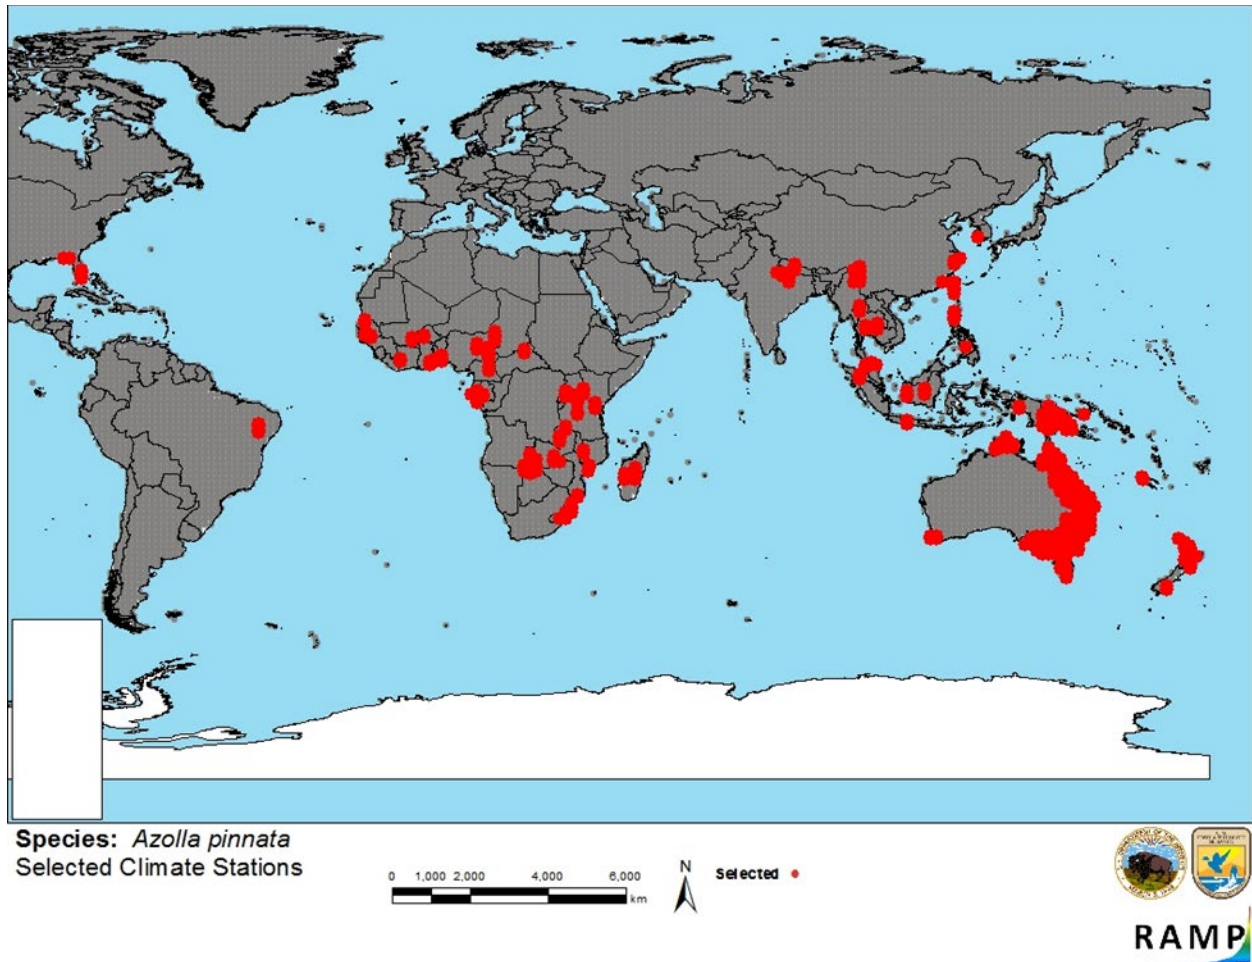 Species: Azolla pinnata
Selected Climate Stations
0 1,000 2,000 4,000 6,000
km
N
Selected
RAMP